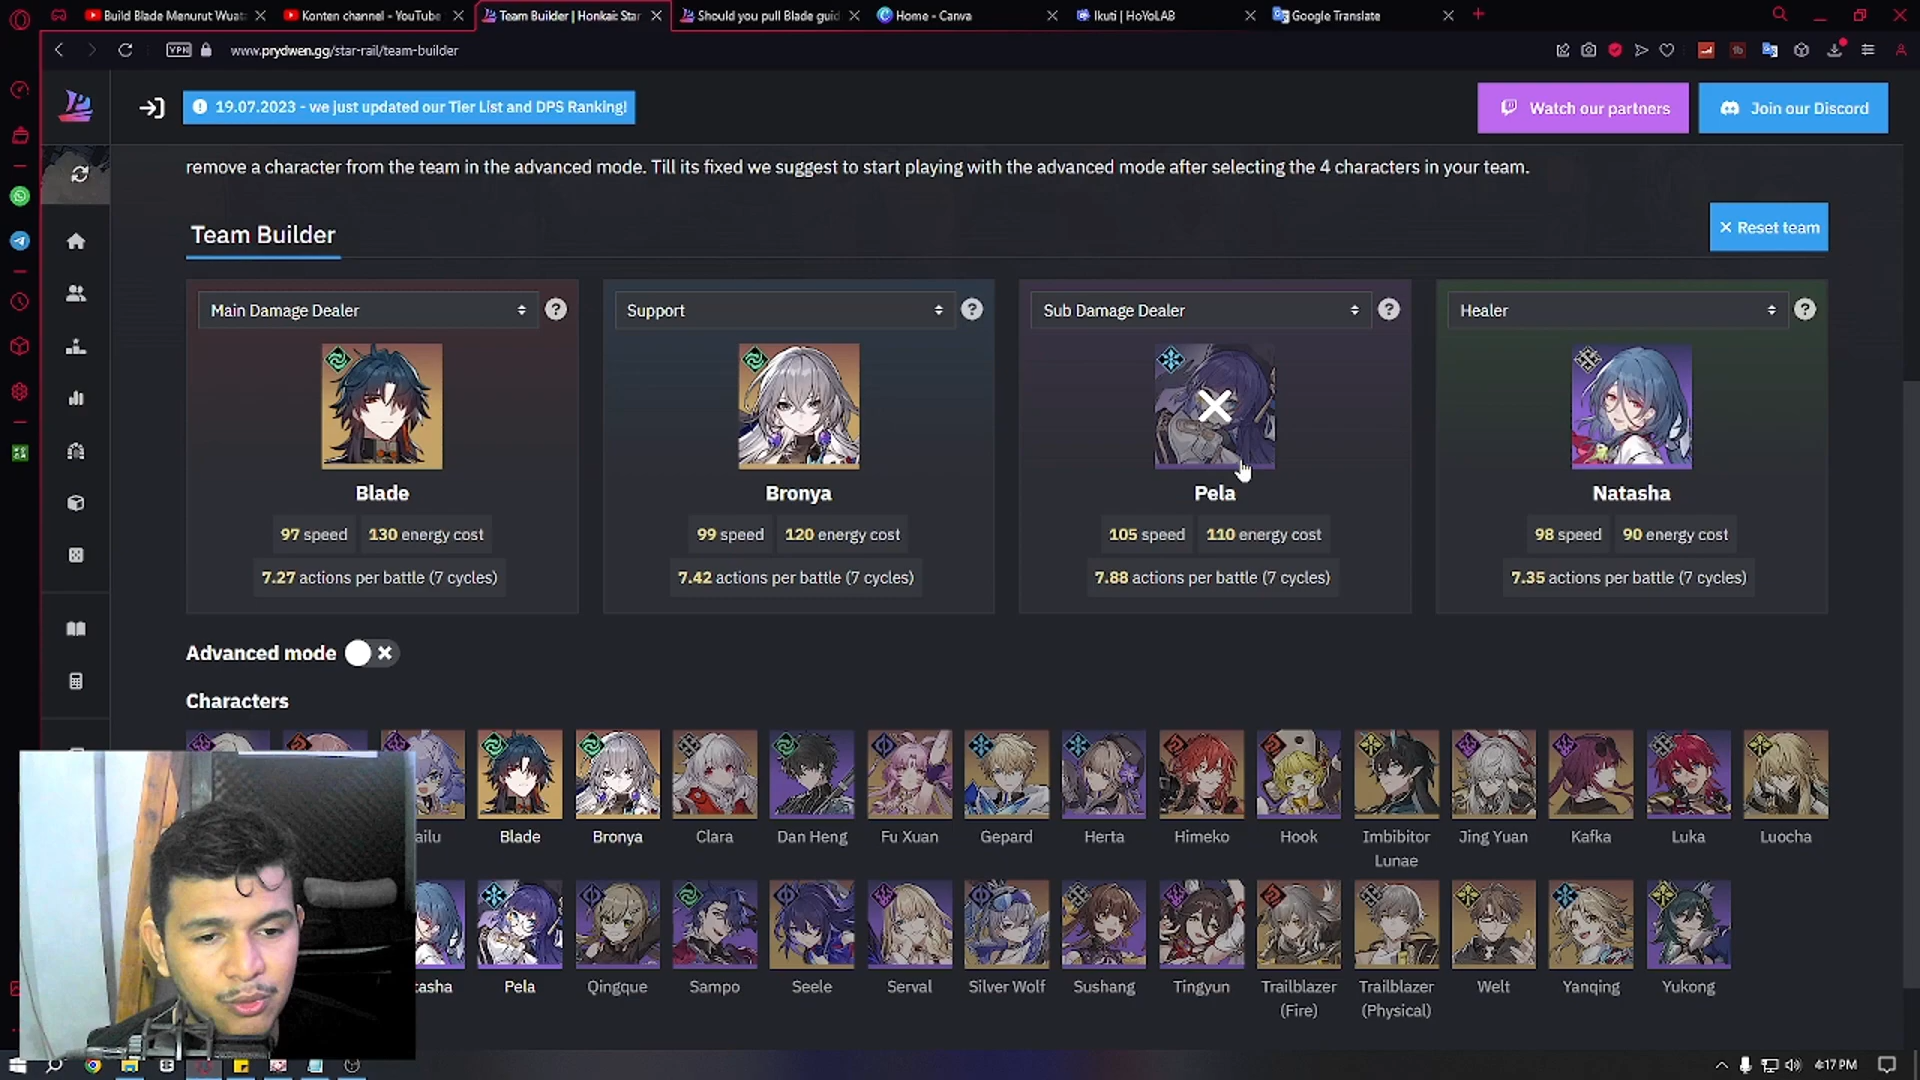 Build Blade Menurut Wuat
Konten channel - YouTube
Team Builder | Honkai: Star
Should you pull Blade guid
Home - Canva
Ikuti | HoYoLAB
Google Translate
VPN
www.prydwen.gg/star-rail/team-builder
19.07.2023 - we just updated our Tier List and DPS Ranking!
Watch our partners
Join our Discord
remove a character from the team in the advanced mode. Till its fixed we suggest to start playing with the advanced mode after selecting the 4 characters in your team.
Team Builder
Reset team
Main Damage Dealer
Support
Sub Damage Dealer
Healer
Blade
Bronya
Pela
Natasha
97 speed
130 energy cost
99 speed
120 energy cost
105 speed
110 energy cost
98 speed
90 energy cost
7.27 actions per battle (7 cycles)
7.42 actions per battle (7 cycles)
7.88 actions per battle (7 cycles)
7.35 actions per battle (7 cycles)
Advanced mode
Characters
ailu
Blade
Bronya
Clara
Dan Heng
Fu Xuan
Gepard
Herta
Himeko
Hook
Imbibitor
Lunae
Jing Yuan
Kafka
Luka
Luocha
tasha
Pela
Qingque
Sampo
Seele
Serval
Silver Wolf
Sushang
Tingyun
Trailblazer
(Fire)
Trailblazer
(Physical)
Welt
Yanqing
Yukong
4:17 PM